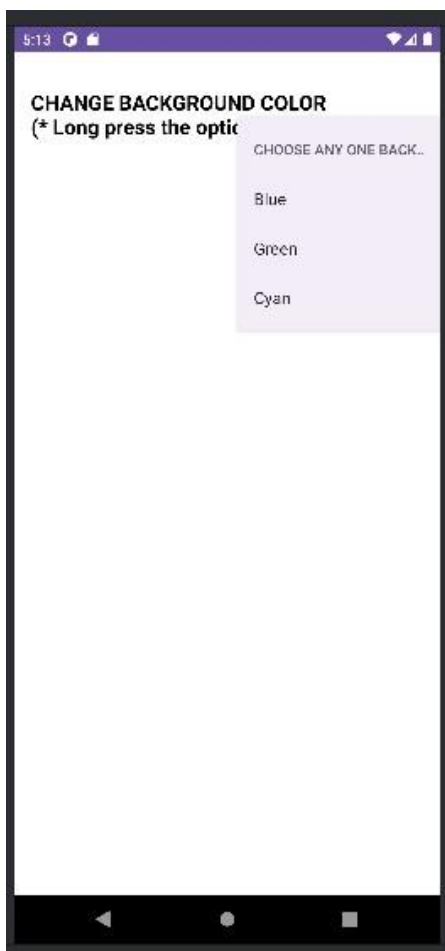 5:13
CHANGE BACKGROUND COLOR
(* Long press the optic
CHOOSE ANY ONE BACK...
Blue
Green
Cyan